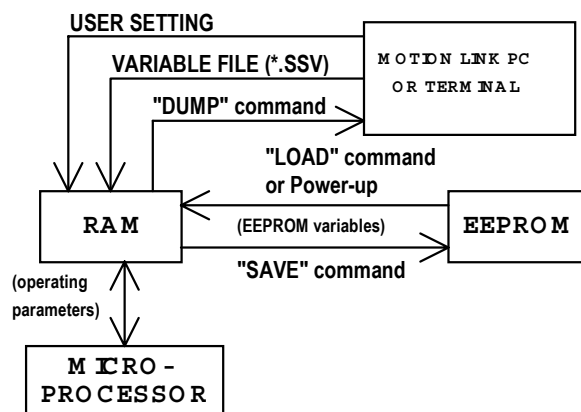 USER SETTING
VARIABLE FILE (*.SSV)
MOTION LINK PC
OR TERMINAL
"DUMP" command
"LOAD" command
or Power-up
RAM
(EEPROM variables)
EEPROM
"SAVE" command
(operating
parameters)
MICRO-
PROCESSOR